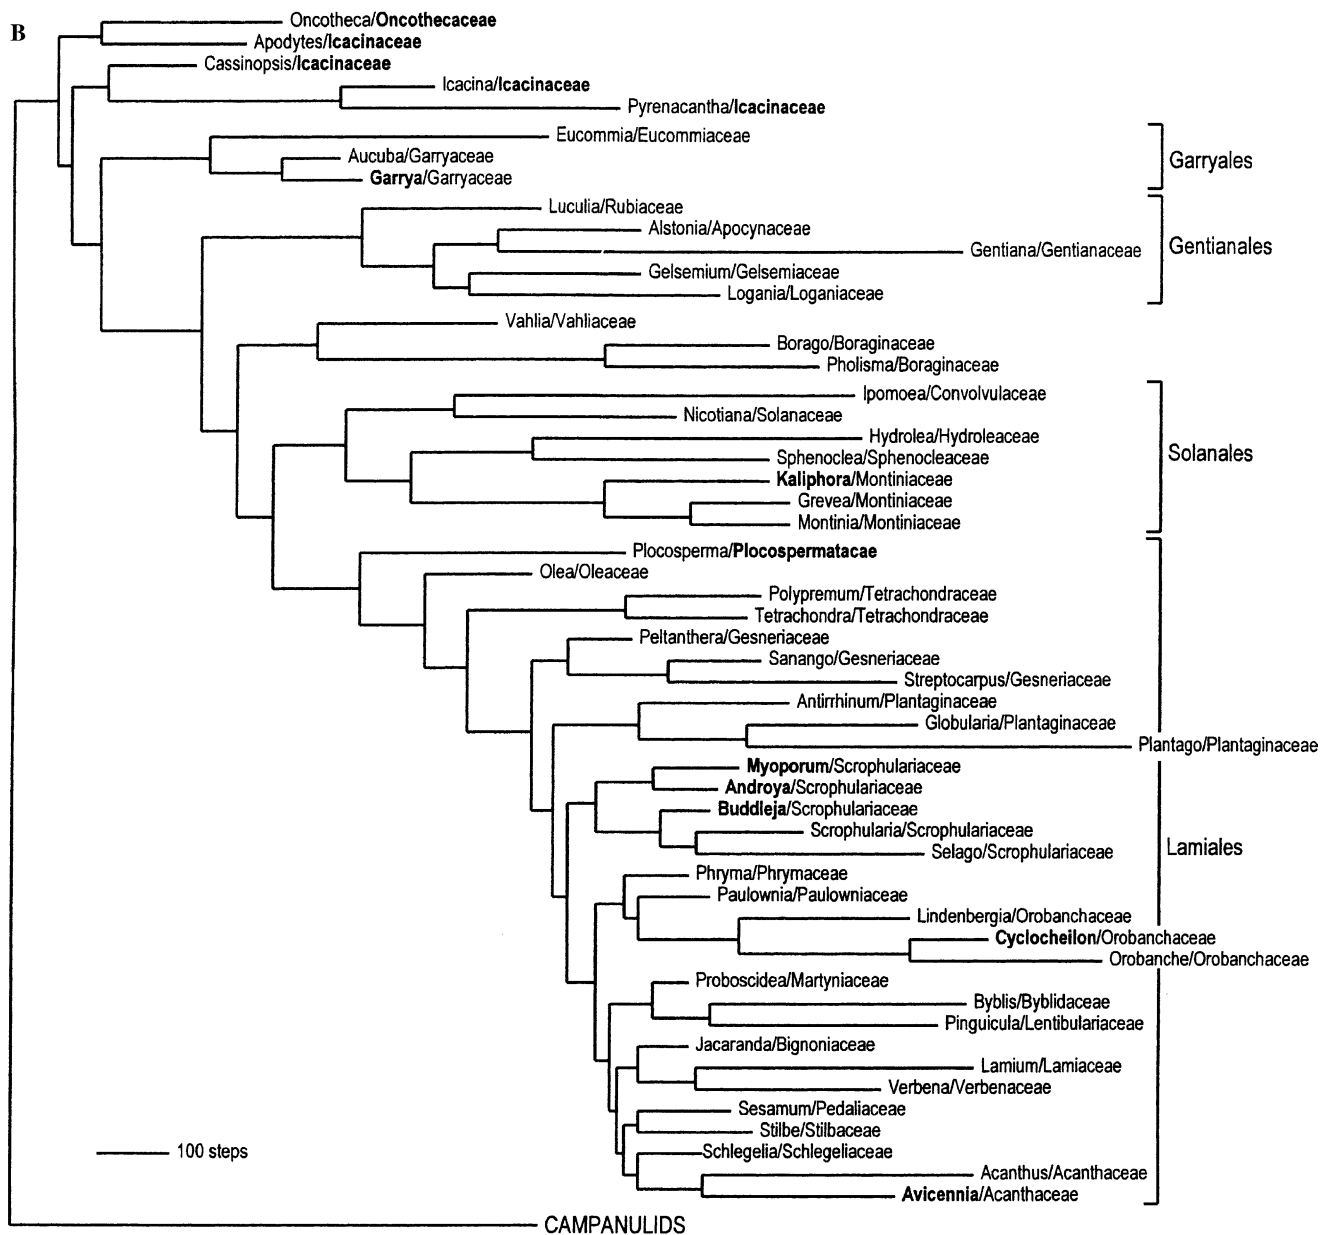 B
Oncotheca/Oncothecaceae
Apodytes/Icacinaceae
Cassinopsis/Icacinaceae
Icacina/Icacinaceae
Pyrenacantha/Icacinaceae
Eucommia/Eucommiaceae
Aucuba/Garryaceae
Garryales
Garrya/Garryaceae
Luculia/Rubiaceae
Alstonia/Apocynaceae
Gentianales
Gentiana/Gentianaceae
Gelsemium/Gelsemiaceae
Logania/Loganiaceae
Vahlia/Vahliaceae
Borago/Boraginaceae
Pholisma/Boraginaceae
Ipomoea/Convolvulaceae
Nicotiana/Solanaceae
Hydrolea/Hydroleaceae
Solanales
Sphenoclea/Sphenocleaceae
Kaliphora/Montiniaceae
Grevea/Montiniaceae
Montinia/Montiniaceae
Plocosperma/Plocospermatacae
Olea/Oleaceae
Polypremum/Tetrachondraceae
Tetrachondra/Tetrachondraceae
Peltanthera/Gesneriaceae
Sanango/Gesneriaceae
Streptocarpus/Gesneriaceae
Antirrhinum/Plantaginaceae
Globularia/Plantaginaceae
Plantago/Plantaginaceae
Myoporum/Scrophulariaceae
Androya/Scrophulariaceae
Buddleja/Scrophulariaceae
Scrophularia/Scrophulariaceae
Lamiales
Selago/Scrophulariaceae
Phryma/Phrymaceae
Paulownia/Paulowniaceae
Lindenbergia/Orobanchaceae
Cyclocheilon/Orobanchaceae
Orobanche/Orobanchaceae
Proboscidea/Martyniaceae
Byblis/Byblidaceae
Pinguicula/Lentibulariaceae
Jacaranda/Bignoniaceae
Lamium/Lamiaceae
Verbena/Verbenaceae
Sesamum/Pedaliaceae
Stilbe/Stilbaceae
100 steps
Schlegelia/Schlegeliaceae
Acanthus/Acanthaceae
Avicennia/Acanthaceae
CAMPANULIDS